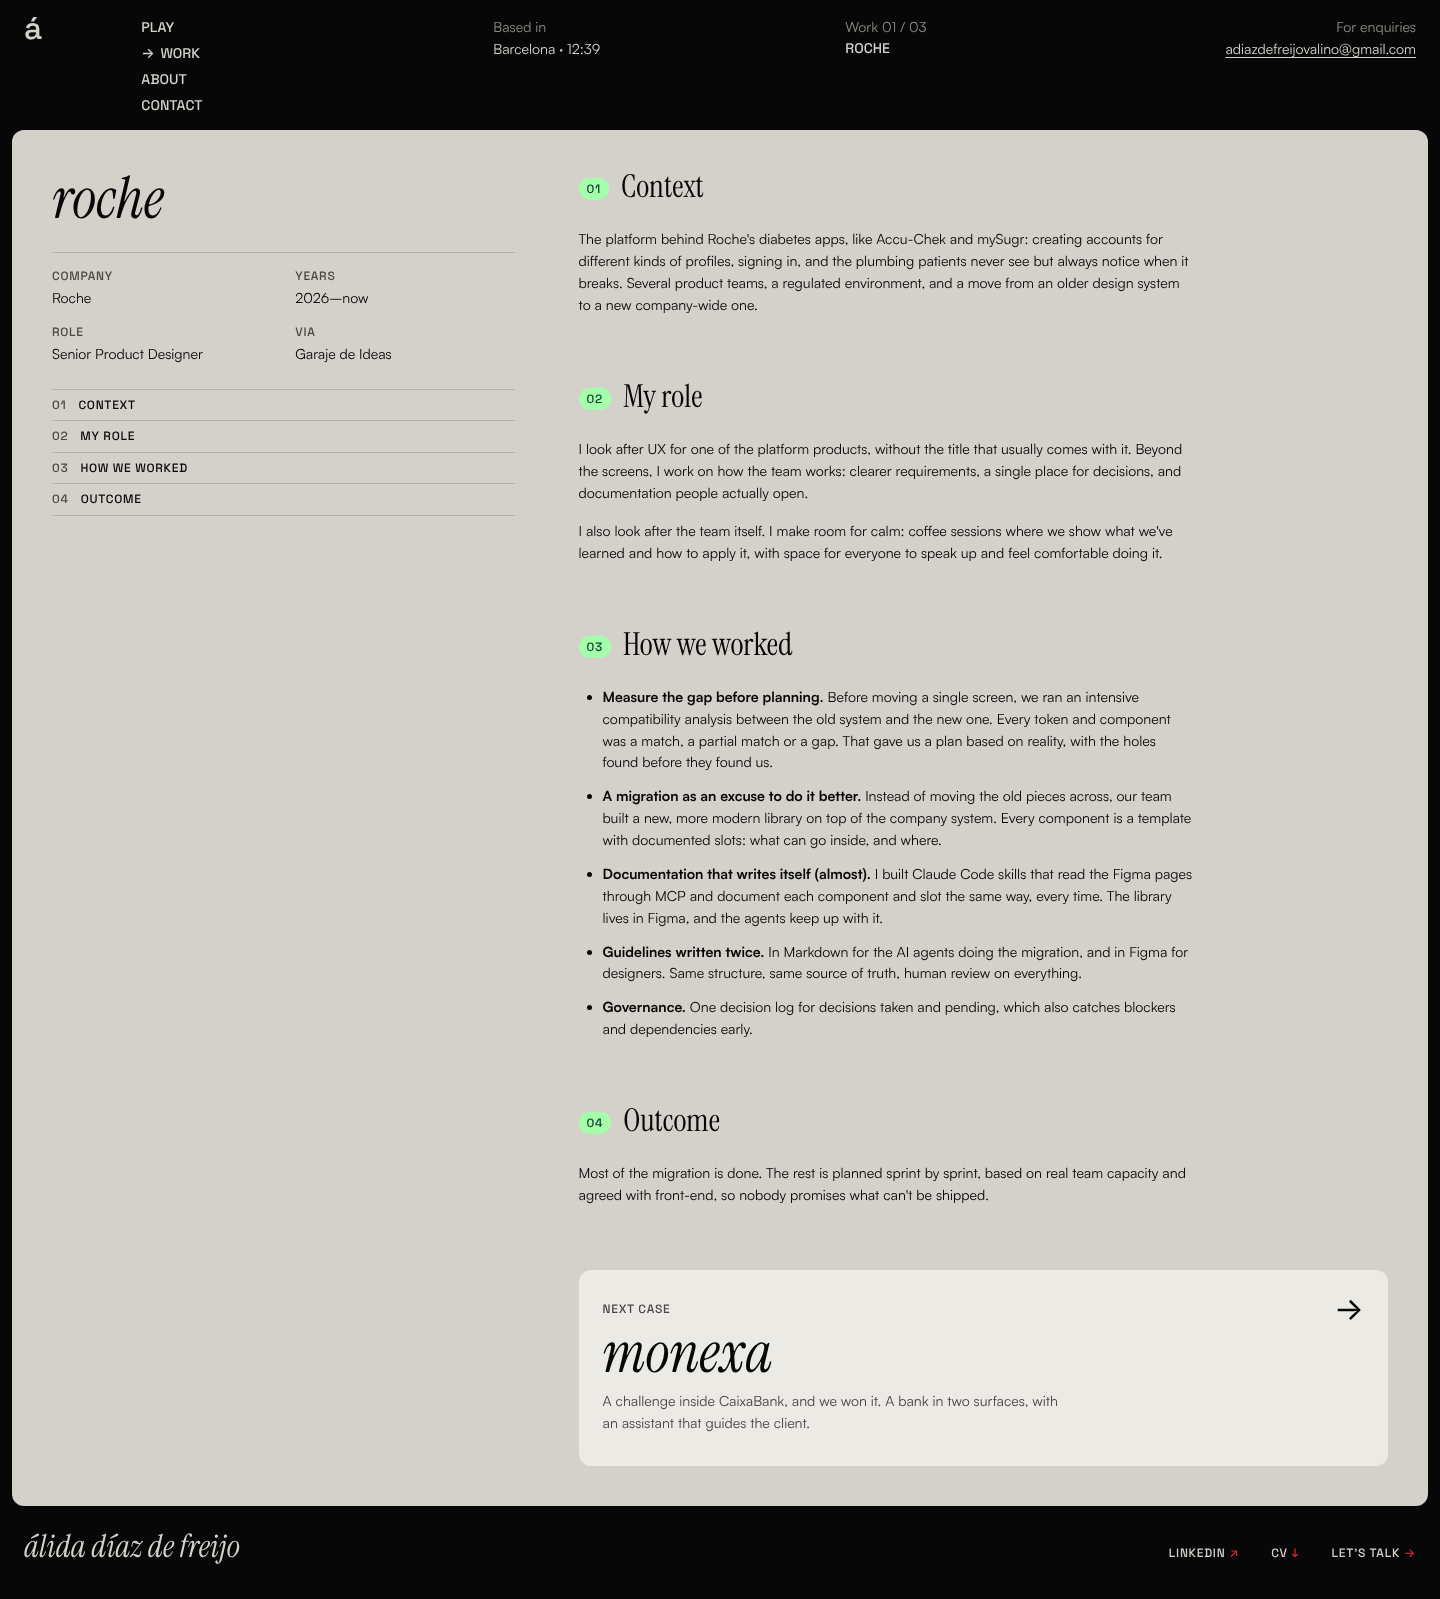 á
PLAY
→ WORK
ABOUT
CONTACT
Based in
Barcelona • 12:39
Work 01 / 03
ROCHE
For enquiries
adiazdefreijovalino@gmail.com
roche
COMPANY
Roche
YEARS
2026—now
ROLE
Senior Product Designer
VIA
Garaje de Ideas
01 CONTEXT
02 MY ROLE
03 HOW WE WORKED
04 OUTCOME
01 Context
The platform behind Roche's diabetes apps, like Accu-Chek and mySugr: creating accounts for
different kinds of profiles, signing in, and the plumbing patients never see but always notice when it
breaks. Several product teams, a regulated environment, and a move from an older design system
to a new company-wide one.
02 My role
I look after UX for one of the platform products, without the title that usually comes with it. Beyond
the screens, I work on how the team works: clearer requirements, a single place for decisions, and
documentation people actually open.
I also look after the team itself. I make room for calm: coffee sessions where we show what we've
learned and how to apply it, with space for everyone to speak up and feel comfortable doing it.
03 How we worked
• Measure the gap before planning. Before moving a single screen, we ran an intensive
compatibility analysis between the old system and the new one. Every token and component
was a match, a partial match or a gap. That gave us a plan based on reality, with the holes
found before they found us.
• A migration as an excuse to do it better. Instead of moving the old pieces across, our team
built a new, more modern library on top of the company system. Every component is a template
with documented slots: what can go inside, and where.
• Documentation that writes itself (almost). I built Claude Code skills that read the Figma pages
through MCP and document each component and slot the same way, every time. The library
lives in Figma, and the agents keep up with it.
• Guidelines written twice. In Markdown for the AI agents doing the migration, and in Figma for
designers. Same structure, same source of truth, human review on everything.
• Governance. One decision log for decisions taken and pending, which also catches blockers
and dependencies early.
04 Outcome
Most of the migration is done. The rest is planned sprint by sprint, based on real team capacity and
agreed with front-end, so nobody promises what can't be shipped.
NEXT CASE →
monexa
A challenge inside CaixaBank, and we won it. A bank in two surfaces, with
an assistant that guides the client.
álida díaz de freijo
LINKEDIN ↗
CV ↓
LET'S TALK →